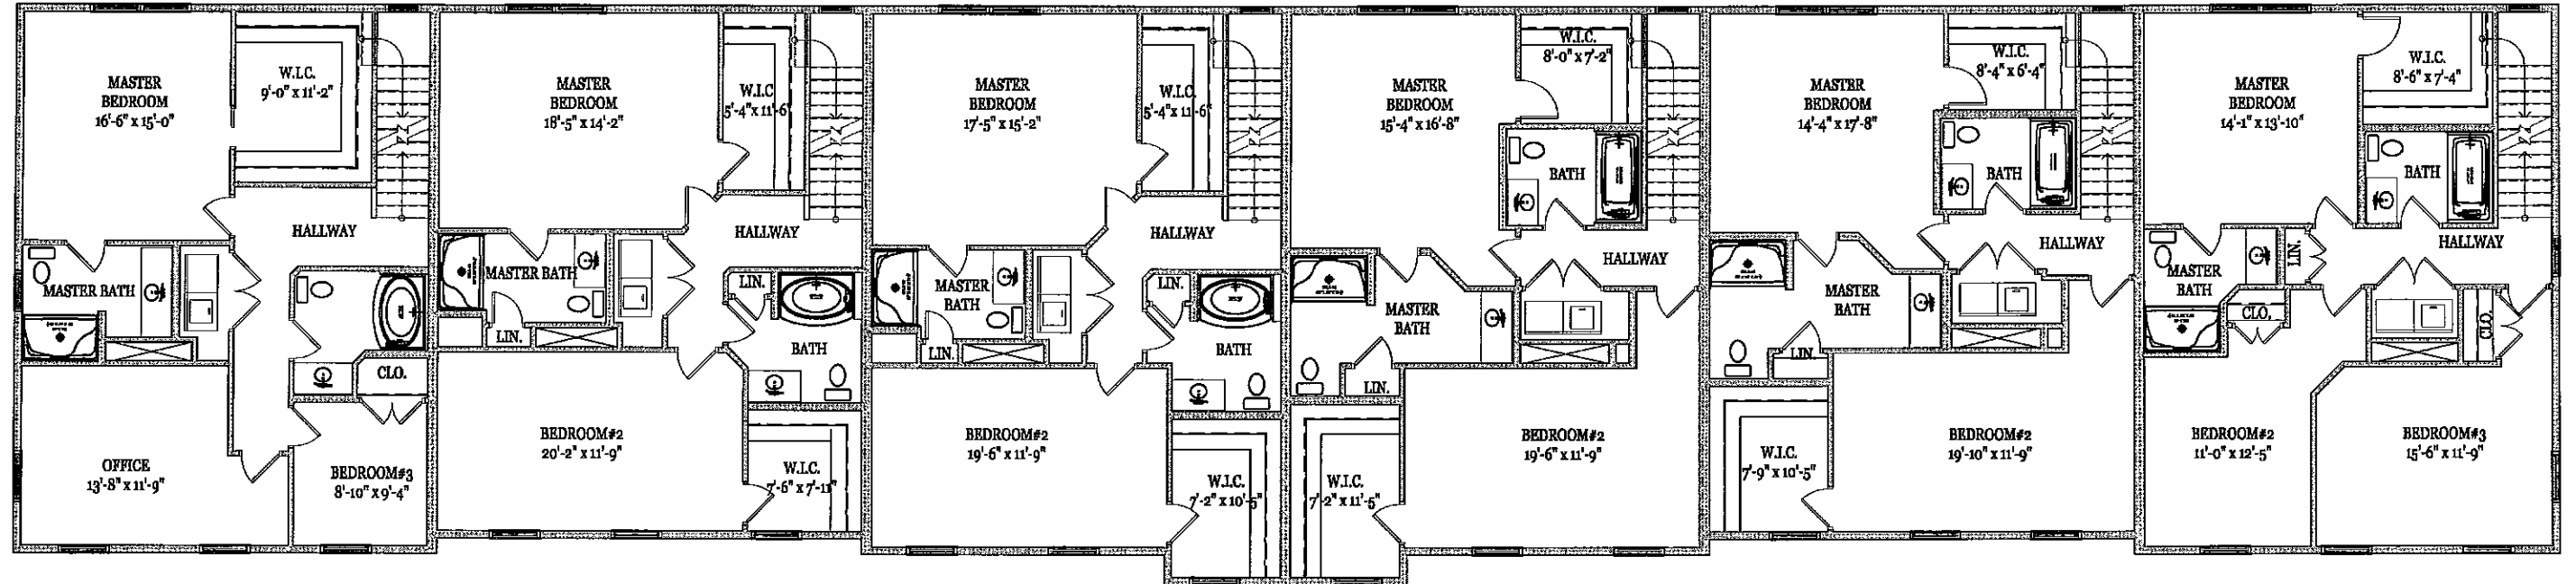 MASTER
BEDROOM
16'-6" x 15'-0"
W.I.C.
9'-0" x 11'-2"
HALLWAY
MASTER BATH
CLO.
OFFICE
13'-8" x 11'-9"
BEDROOM#3
8'-10" x 9'-4"
MASTER
BEDROOM
18'-5" x 14'-2"
W.I.C
5'-4" x 11'-6"
HALLWAY
MASTER BATH
LIN.
LIN.
BATH
BEDROOM#2
20'-2" x 11'-9"
W.I.C.
7'-6" x 7'-11"
MASTER
BEDROOM
17'-5" x 15'-2"
W.I.C.
5'-4" x 11'-6"
HALLWAY
MASTER
BATH
LIN.
LIN.
BATH
BEDROOM#2
19'-6" x 11'-9"
W.I.C.
7'-2" x 10'-5"
MASTER
BEDROOM
15'-4" x 16'-8"
W.I.C.
8'-0" x 7'-2"
BATH
HALLWAY
MASTER
BATH
LIN.
BEDROOM#2
19'-6" x 11'-9"
W.I.C.
7'-2" x 11'-5"
MASTER
BEDROOM
14'-4" x 17'-8"
W.I.C.
8'-4" x 6'-4"
BATH
HALLWAY
MASTER
BATH
LIN.
BEDROOM#2
19'-10" x 11'-9"
W.I.C.
7'-9" x 10'-5"
MASTER
BEDROOM
14'-1" x 13'-10"
W.I.C.
8'-6" x 7'-4"
BATH
HALLWAY
LIN.
MASTER
BATH
CLO.
CLO.
BEDROOM#2
11'-0" x 12'-5"
BEDROOM#3
15'-6" x 11'-9"